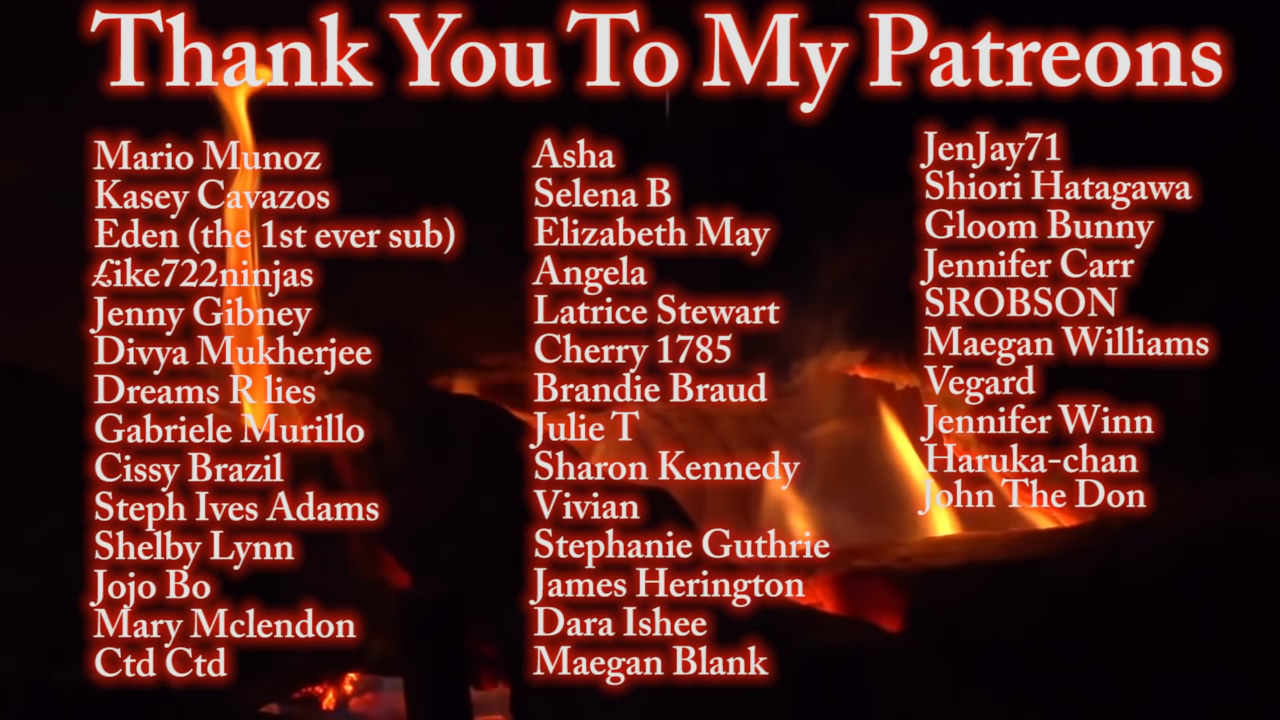 Thank You To My Patreons
Mario Munoz
Kasey Cavazos
Eden (the 1st ever sub)
£ike722ninjas
Jenny Gibney
Divya Mukherjee
Dreams R lies
Gabriele Murillo
Cissy Brazil
Steph Ives Adams
Shelby Lynn
Jojo Bo
Mary Mclendon
Ctd Ctd
Asha
Selena B
Elizabeth May
Angela
Latrice Stewart
Cherry 1785
Brandie Braud
Julie T
Sharon Kennedy
Vivian
Stephanie Guthrie
James Herington
Dara Ishee
Maegan Blank
JenJay71
Shiori Hatagawa
Gloom Bunny
Jennifer Carr
SROBSON
Maegan Williams
Vegard
Jennifer Winn
Haruka-chan
John The Don